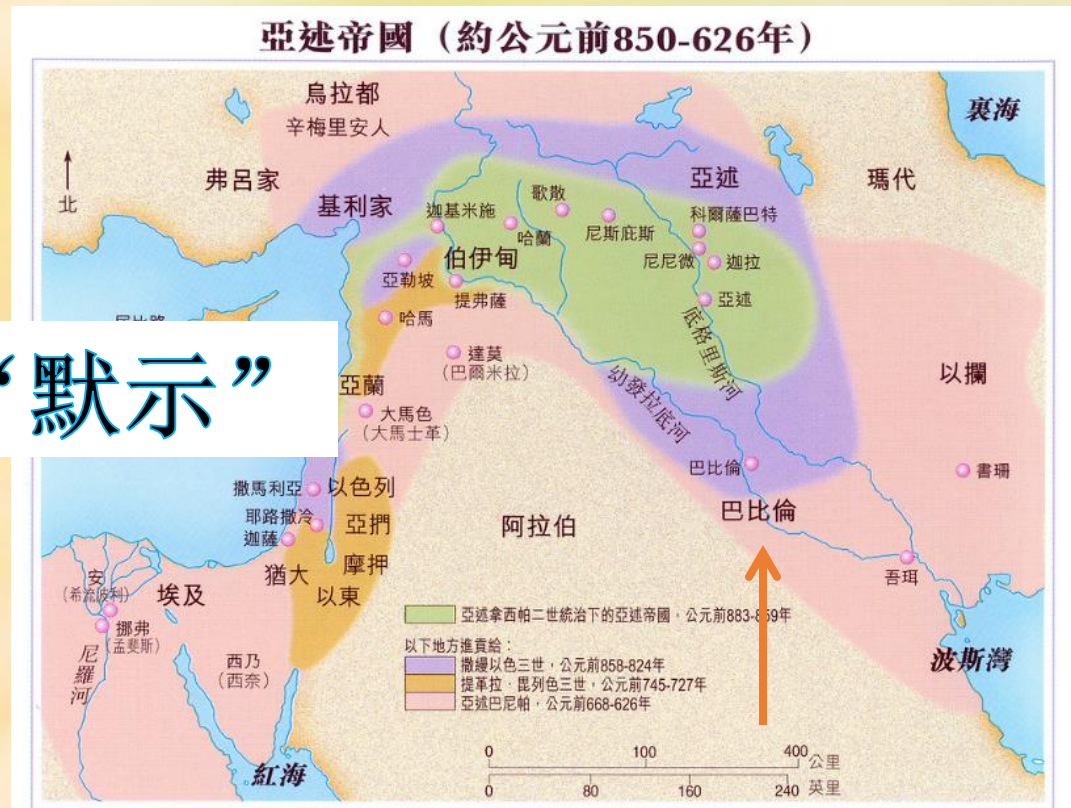 亞述帝國（約公元前850-626年）
裏海
烏拉都
辛梅里安人
北
弗呂家
亞述
瑪代
基利家
歌散
迦基米施
哈蘭
尼斯庇斯
科爾薩巴特
伯伊甸
尼尼微
迦拉
亞勒坡
提弗薩
亞述
哈馬
底格里斯河
達莫
（巴爾米拉）
“默示”
亞蘭
以攔
幼發拉底河
大馬色
（大馬士革）
巴比倫
書珊
撒馬利亞
以色列
巴比倫
耶路撒冷
亞捫
阿拉伯
迦薩
摩押
吾珥
猶大
安
（希流波利）
埃及
以東
挪弗
（孟斐斯）
尼羅河
西乃
（西奈）
波斯灣
亞述拿西帕二世統治下的亞述帝國，公元前883-859年
以下地方進貢給：
撒縵以色三世，公元前858-824年
提革拉．毘列色三世，公元前745-727年
亞述巴尼帕，公元前668-626年
紅海
0 100 400 公里
0 80 160 240 英里